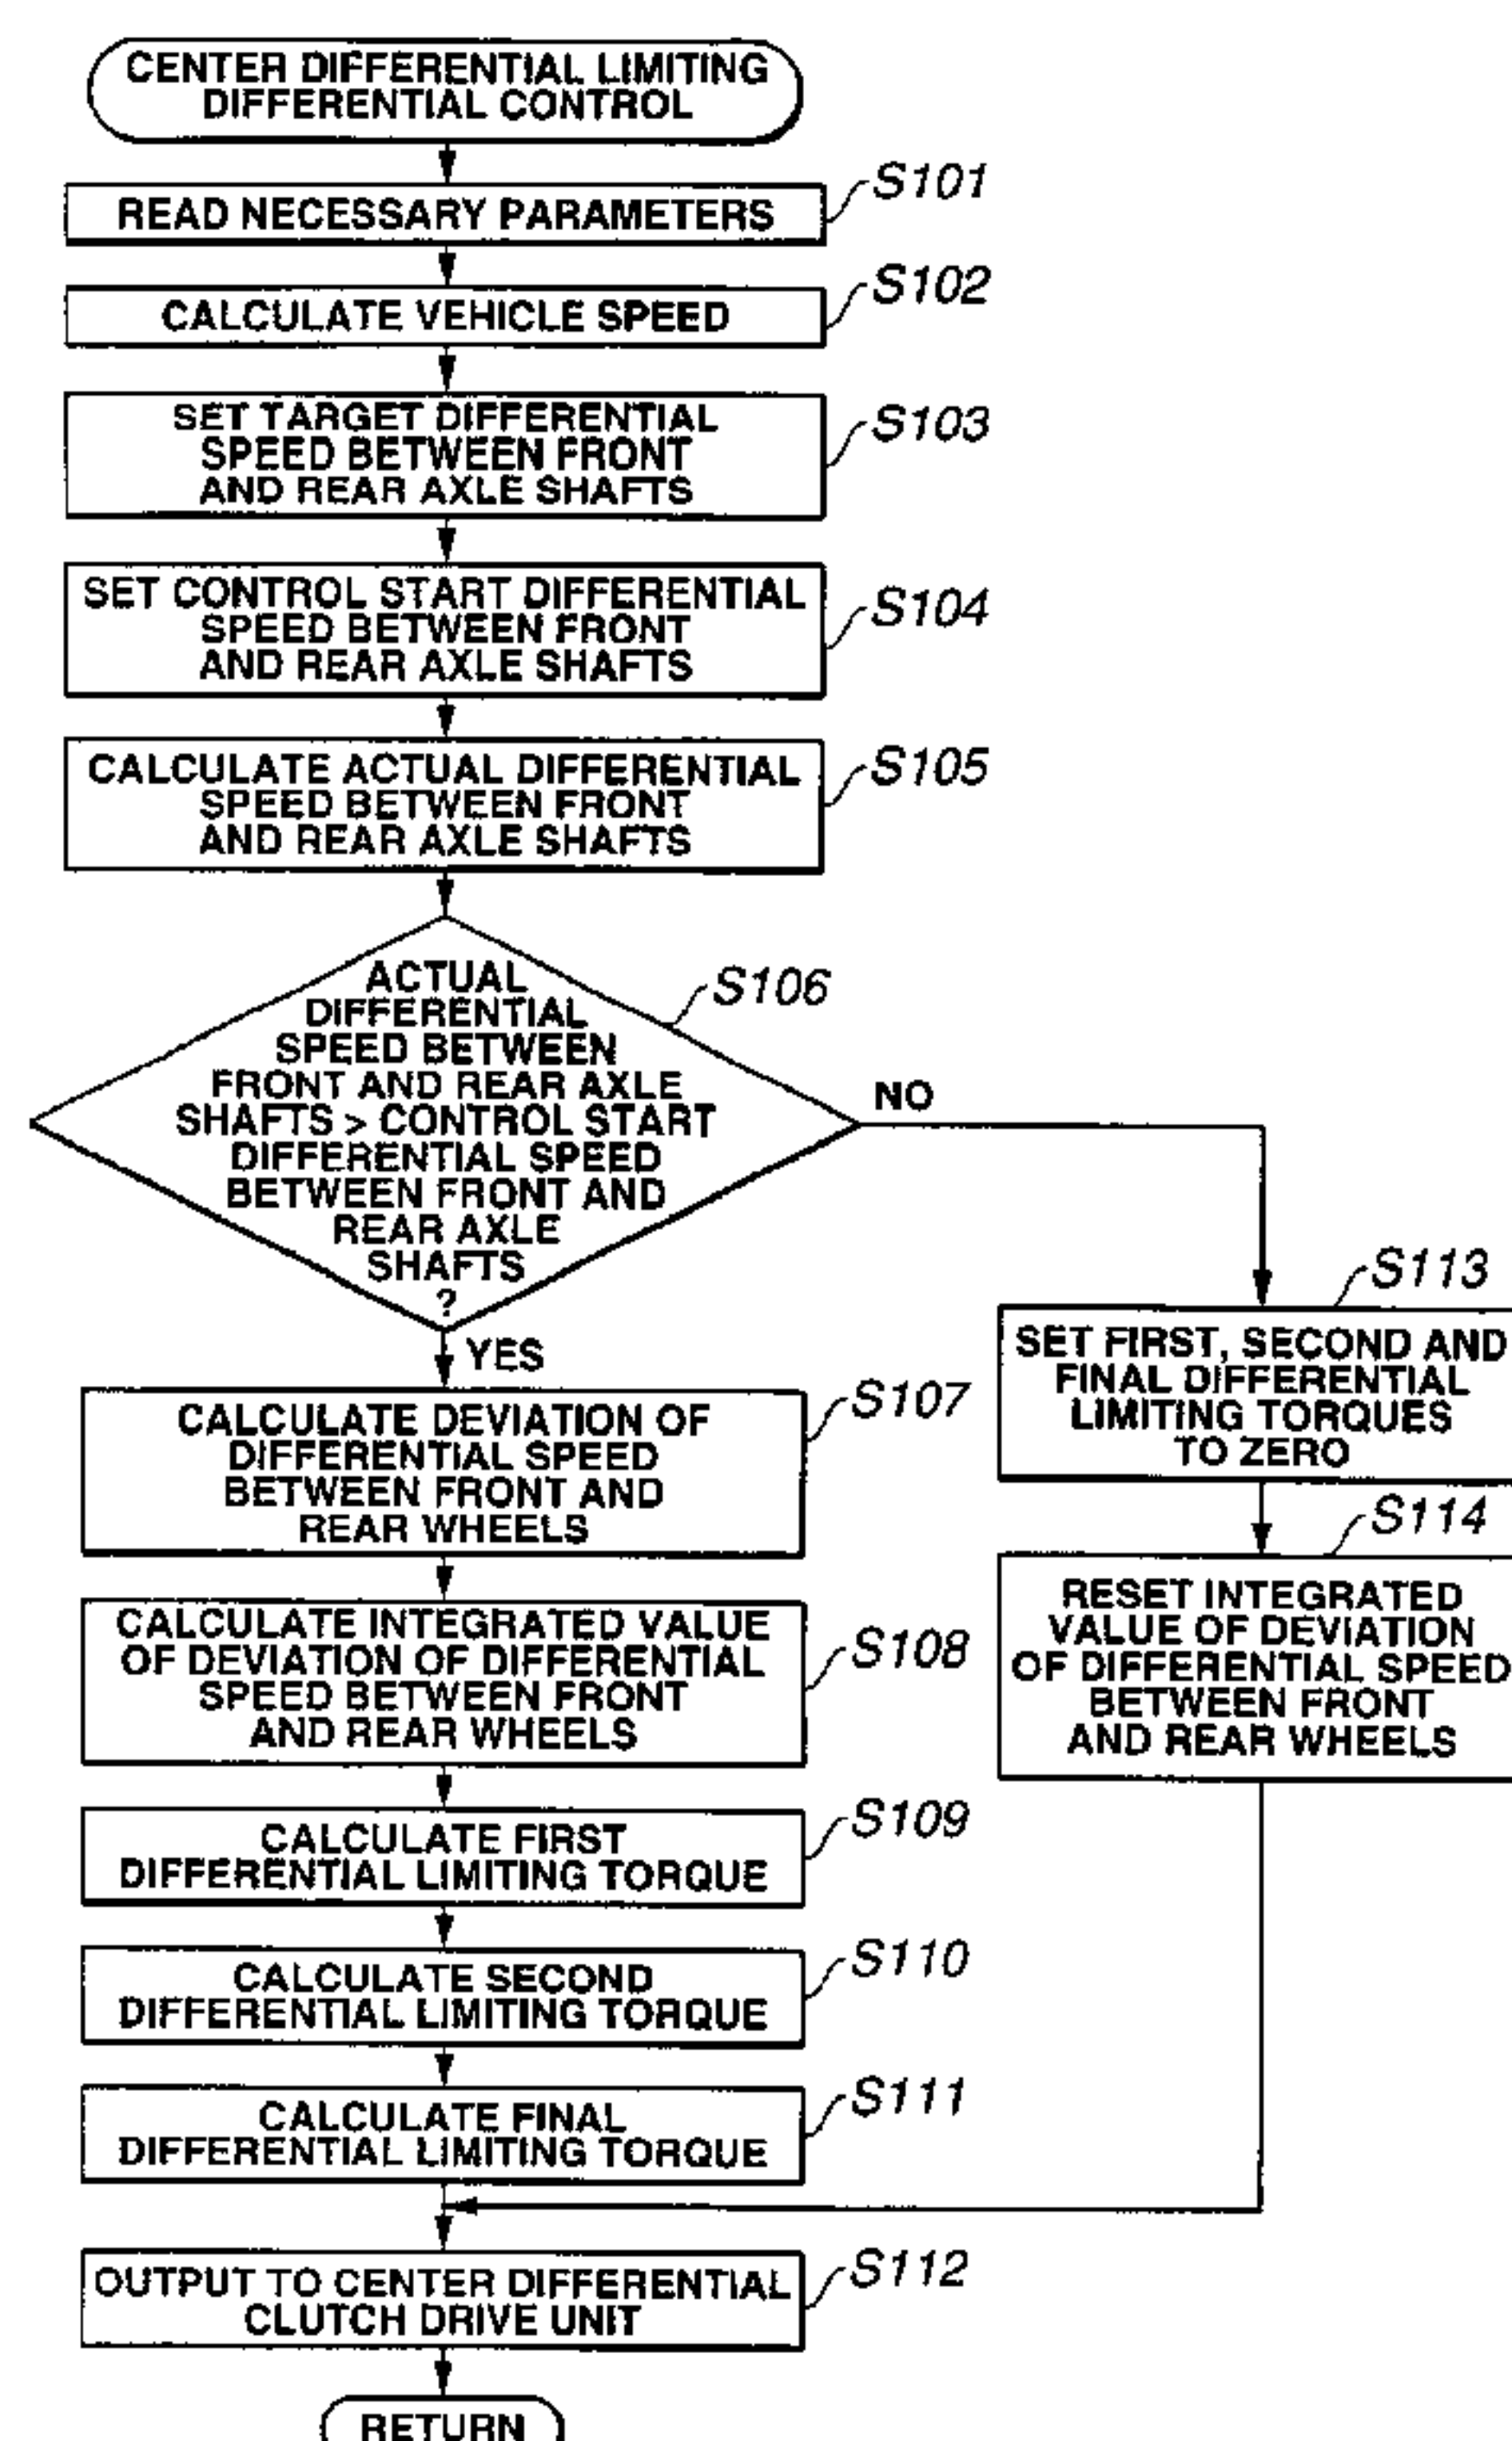 CENTER DIFFERENTIAL LIMITING
DIFFERENTIAL CONTROL
S101
READ NECESSARY PARAMETERS
S102
CALCULATE VEHICLE SPEED
S103
SET TARGET DIFFERENTIAL
SPEED BETWEEN FRONT
AND REAR AXLE SHAFTS
S104
SET CONTROL START DIFFERENTIAL
SPEED BETWEEN FRONT
AND REAR AXLE SHAFTS
S105
CALCULATE ACTUAL DIFFERENTIAL
SPEED BETWEEN FRONT
AND REAR AXLE SHAFTS
S106
ACTUAL
DIFFERENTIAL
SPEED BETWEEN
FRONT AND REAR AXLE
SHAFTS > CONTROL START
DIFFERENTIAL SPEED
BETWEEN FRONT AND
REAR AXLE
SHAFTS
?
NO
YES
S107
CALCULATE DEVIATION OF
DIFFERENTIAL SPEED
BETWEEN FRONT AND
REAR WHEELS
S108
CALCULATE INTEGRATED VALUE
OF DEVIATION OF DIFFERENTIAL
SPEED BETWEEN FRONT
AND REAR WHEELS
S109
CALCULATE FIRST
DIFFERENTIAL LIMITING TORQUE
S110
CALCULATE SECOND
DIFFERENTIAL LIMITING TORQUE
S111
CALCULATE FINAL
DIFFERENTIAL LIMITING TORQUE
S113
SET FIRST, SECOND AND
FINAL DIFFERENTIAL
LIMITING TORQUES
TO ZERO
S114
RESET INTEGRATED
VALUE OF DEVIATION
OF DIFFERENTIAL SPEED
BETWEEN FRONT
AND REAR WHEELS
S112
OUTPUT TO CENTER DIFFERENTIAL
CLUTCH DRIVE UNIT
RETURN